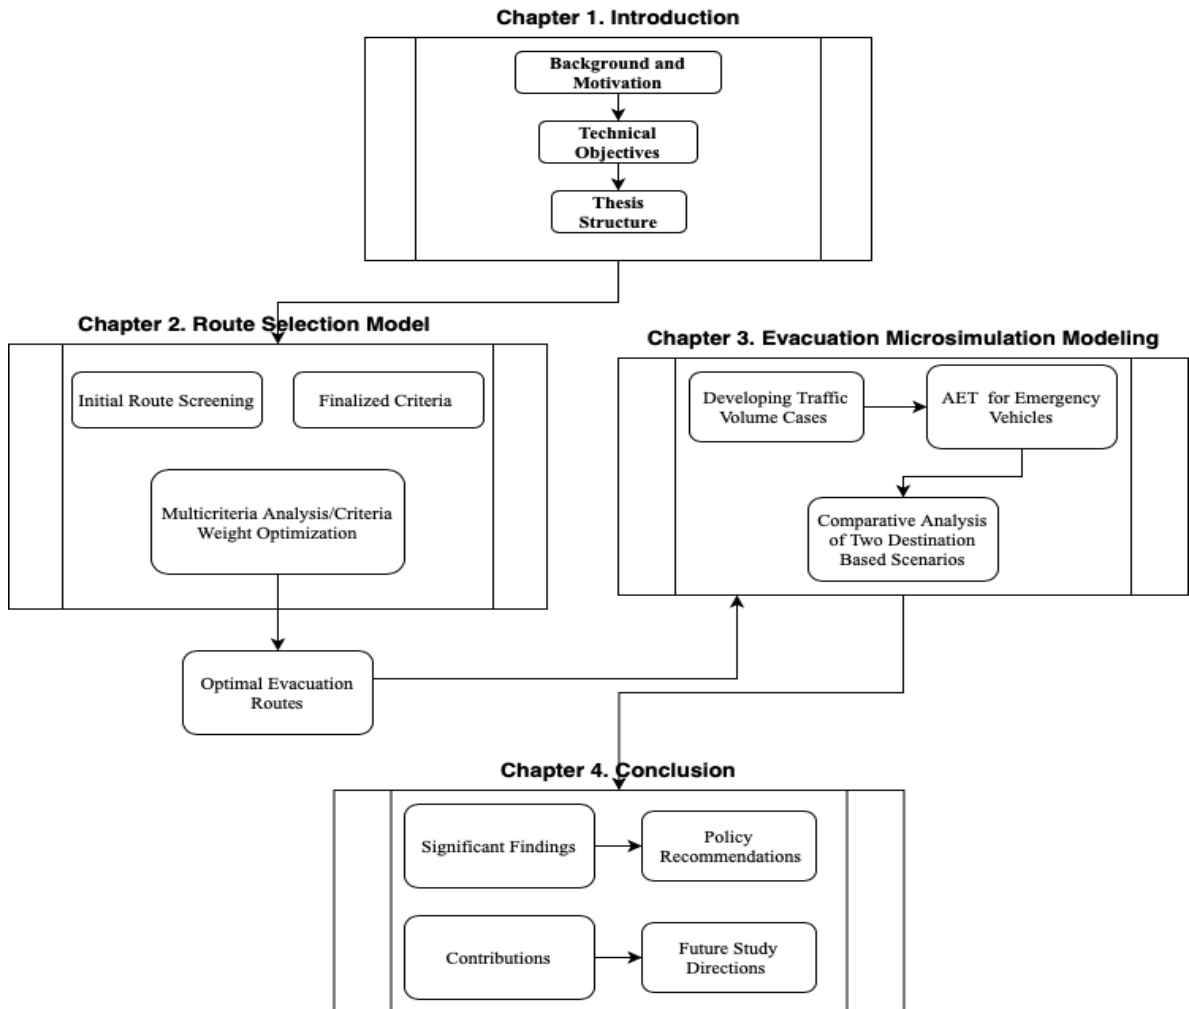 Chapter 1. Introduction
Background and
Motivation
Technical
Objectives
Thesis
Structure
Chapter 2. Route Selection Model
Initial Route Screening
Finalized Criteria
Multicriteria Analysis/Criteria
Weight Optimization
Optimal Evacuation
Routes
Chapter 3. Evacuation Microsimulation Modeling
Developing Traffic
Volume Cases
AET for Emergency
Vehicles
Comparative Analysis
of Two Destination
Based Scenarios
Chapter 4. Conclusion
Significant Findings
Policy
Recommendations
Contributions
Future Study
Directions